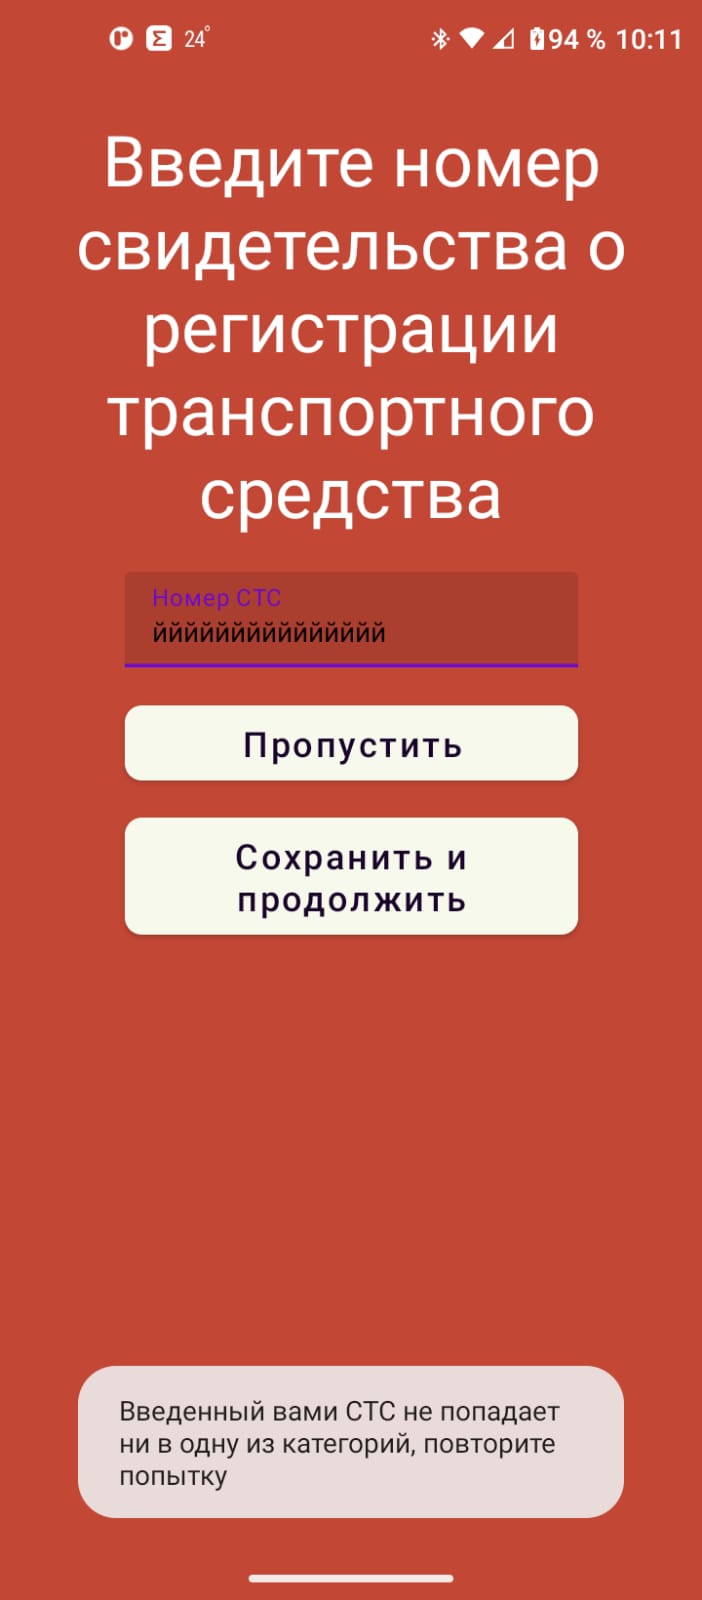 24°
94 % 10:11
Введите номер
свидетельства о
регистрации
транспортного
средства
Номер СТС
ййййййййййййййй
Пропустить
Сохранить и
продолжить
Введенный вами СТС не попадает
ни в одну из категорий, повторите
попытку